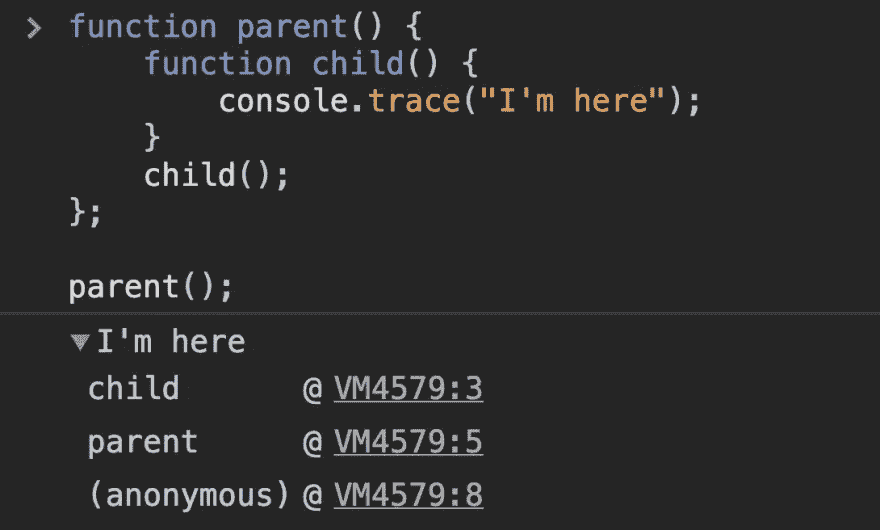 > function parent() {
function child() {
console.trace("I'm here");
}
child();
};
parent();
▼I'm here
child @ VM4579:3
parent @ VM4579:5
(anonymous) @ VM4579:8